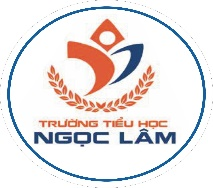 TRƯỜNG TIỂU HỌC
NGỌC LÂM